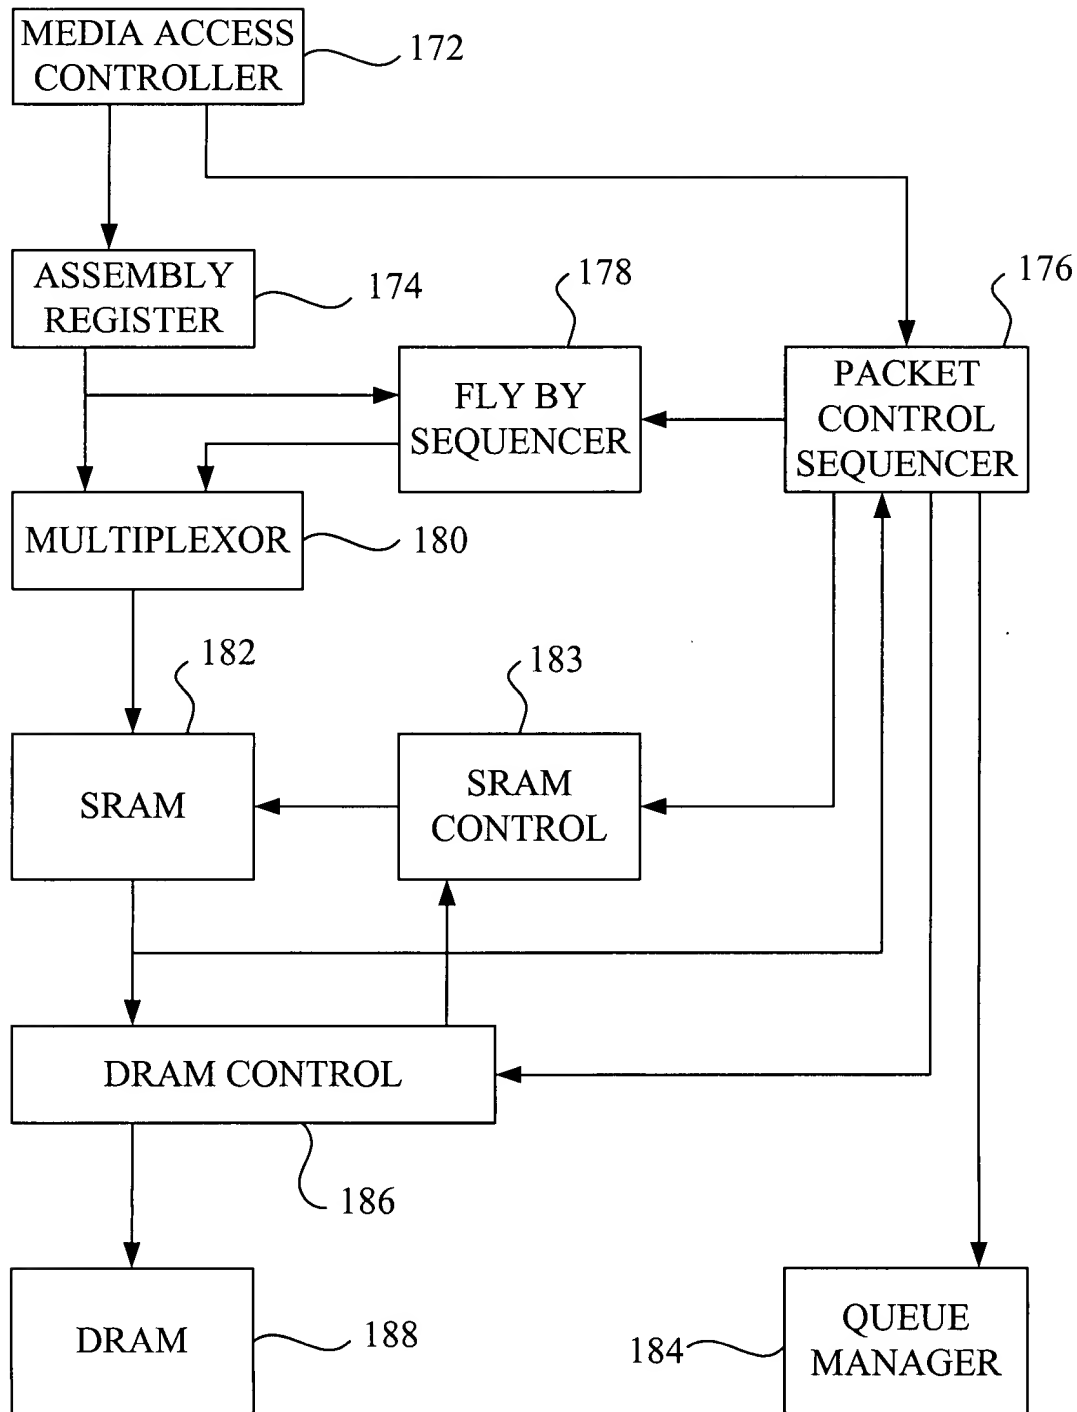 MEDIA ACCESS
CONTROLLER
172
ASSEMBLY
REGISTER
174
178
176
FLY BY
SEQUENCER
PACKET
CONTROL
SEQUENCER
MULTIPLEXOR
180
182
183
SRAM
SRAM
CONTROL
DRAM CONTROL
186
DRAM
188
184
QUEUE
MANAGER